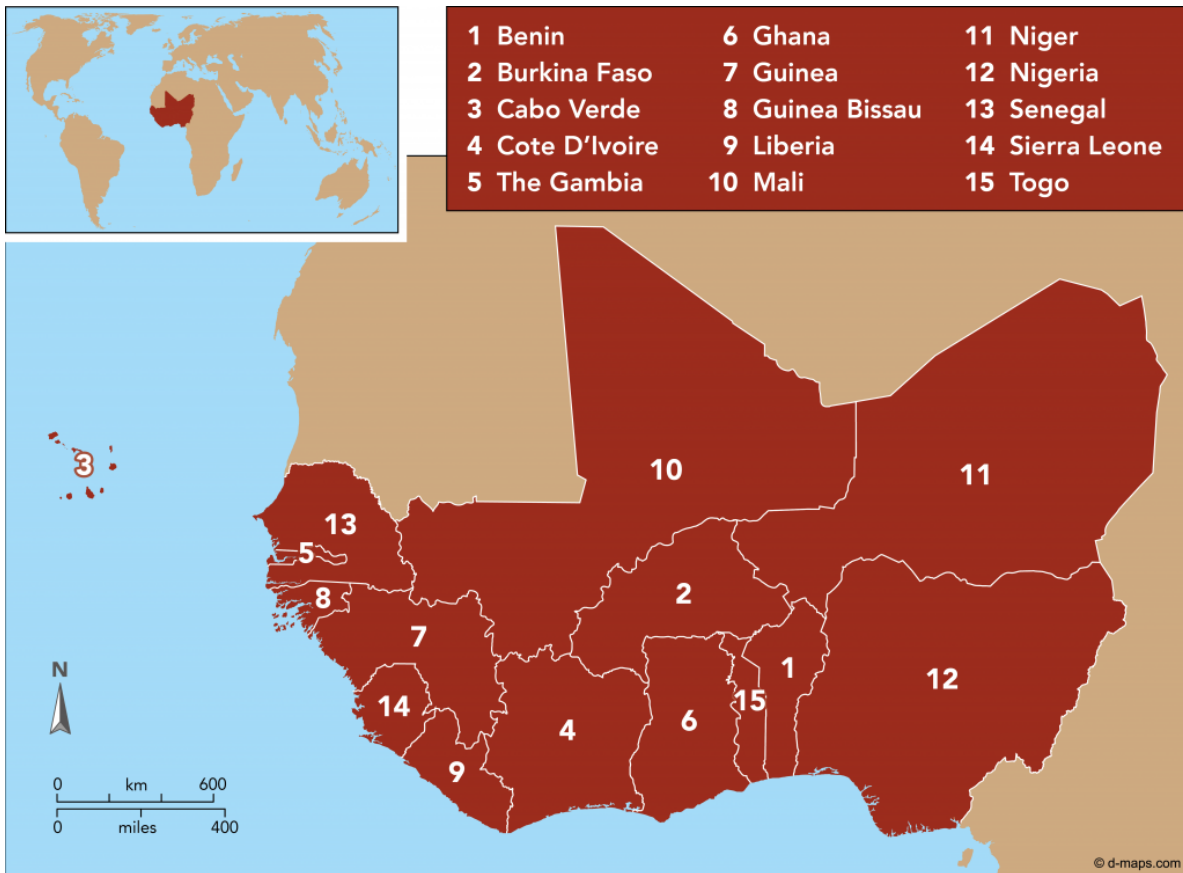 1 Benin
2 Burkina Faso
3 Cabo Verde
4 Cote D'Ivoire
5 The Gambia
6 Ghana
7 Guinea
8 Guinea Bissau
9 Liberia
10 Mali
11 Niger
12 Nigeria
13 Senegal
14 Sierra Leone
15 Togo
3
10
11
13
5
8
2
7
1
12
14
15
6
4
9
N
0 km 600
0 miles 400
© d-maps.com